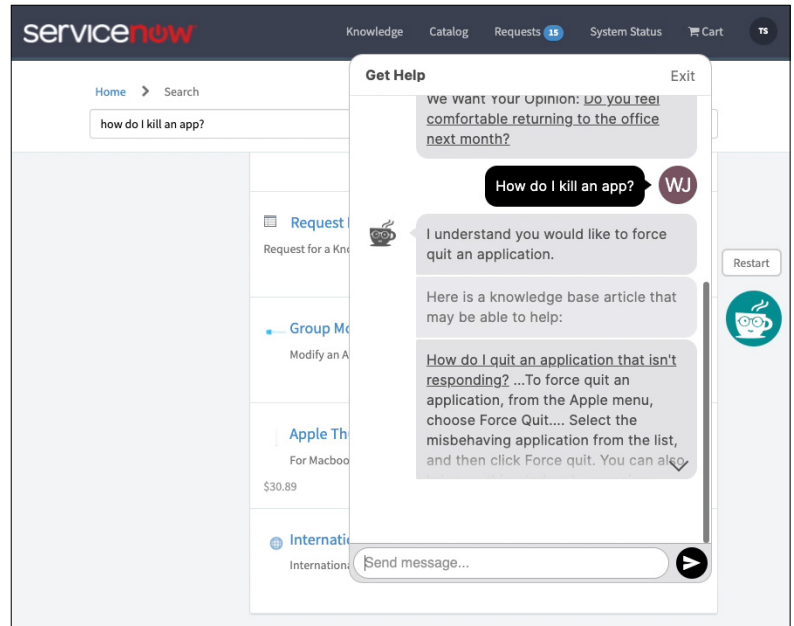 servicenow
Knowledge Catalog Requests 15 System Status Cart TS
Home > Search
how do I kill an app?
Request
Request for a Kno
Group Mo
Modify an A
Apple Th
For Macboo
$30.89
Internatio
Internationa
Get Help Exit
We Want Your Opinion: Do you feel
comfortable returning to the office
next month?
How do I kill an app? WJ
I understand you would like to force
quit an application.
Here is a knowledge base article that
may be able to help:
How do I quit an application that isn't
responding? ...To force quit an
application, from the Apple menu,
choose Force Quit.... Select the
misbehaving application from the list,
and then click Force quit. You can also
Send message...
Restart